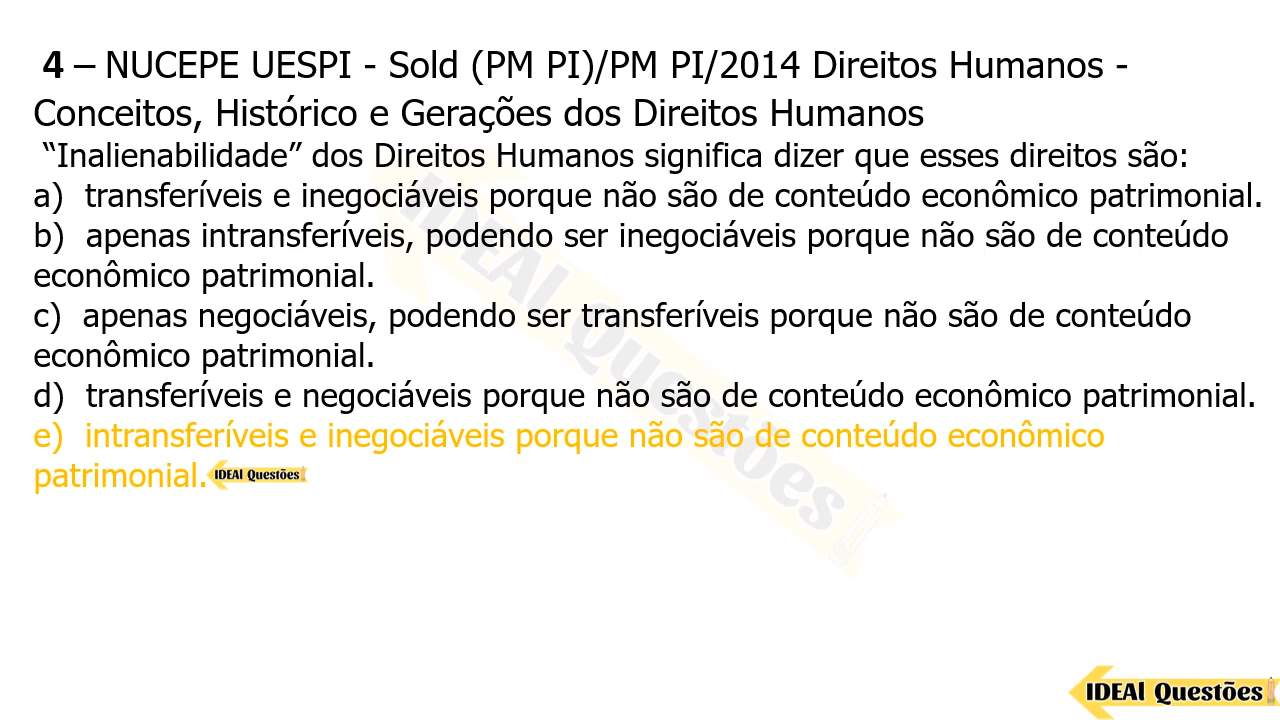 4 – NUCEPE UESPI - Sold (PM PI)/PM PI/2014 Direitos Humanos -
Conceitos, Histórico e Gerações dos Direitos Humanos
“Inalienabilidade” dos Direitos Humanos significa dizer que esses direitos são:
a) transferíveis e inegociáveis porque não são de conteúdo econômico patrimonial.
b) apenas intransferíveis, podendo ser inegociáveis porque não são de conteúdo
econômico patrimonial.
c) apenas negociáveis, podendo ser transferíveis porque não são de conteúdo
econômico patrimonial.
d) transferíveis e negociáveis porque não são de conteúdo econômico patrimonial.
e) intransferíveis e inegociáveis porque não são de conteúdo econômico
patrimonial. IDEAl Questões
IDEAl Questões
IDEAl Questões